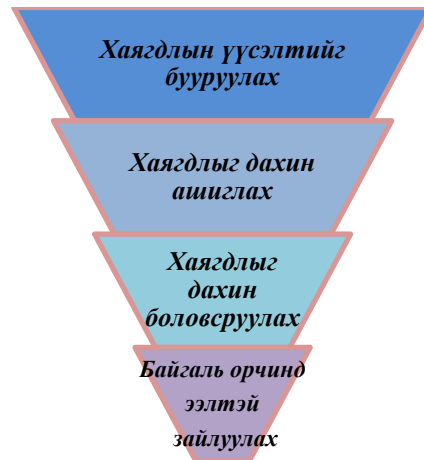 Хаягдлын үүсэлтийг
бууруулах
Хаягдлыг дахин
ашиглах
Хаягдлыг
дахин
боловсруулах
Байгаль орчинд
ээлтэй
зайлуулах